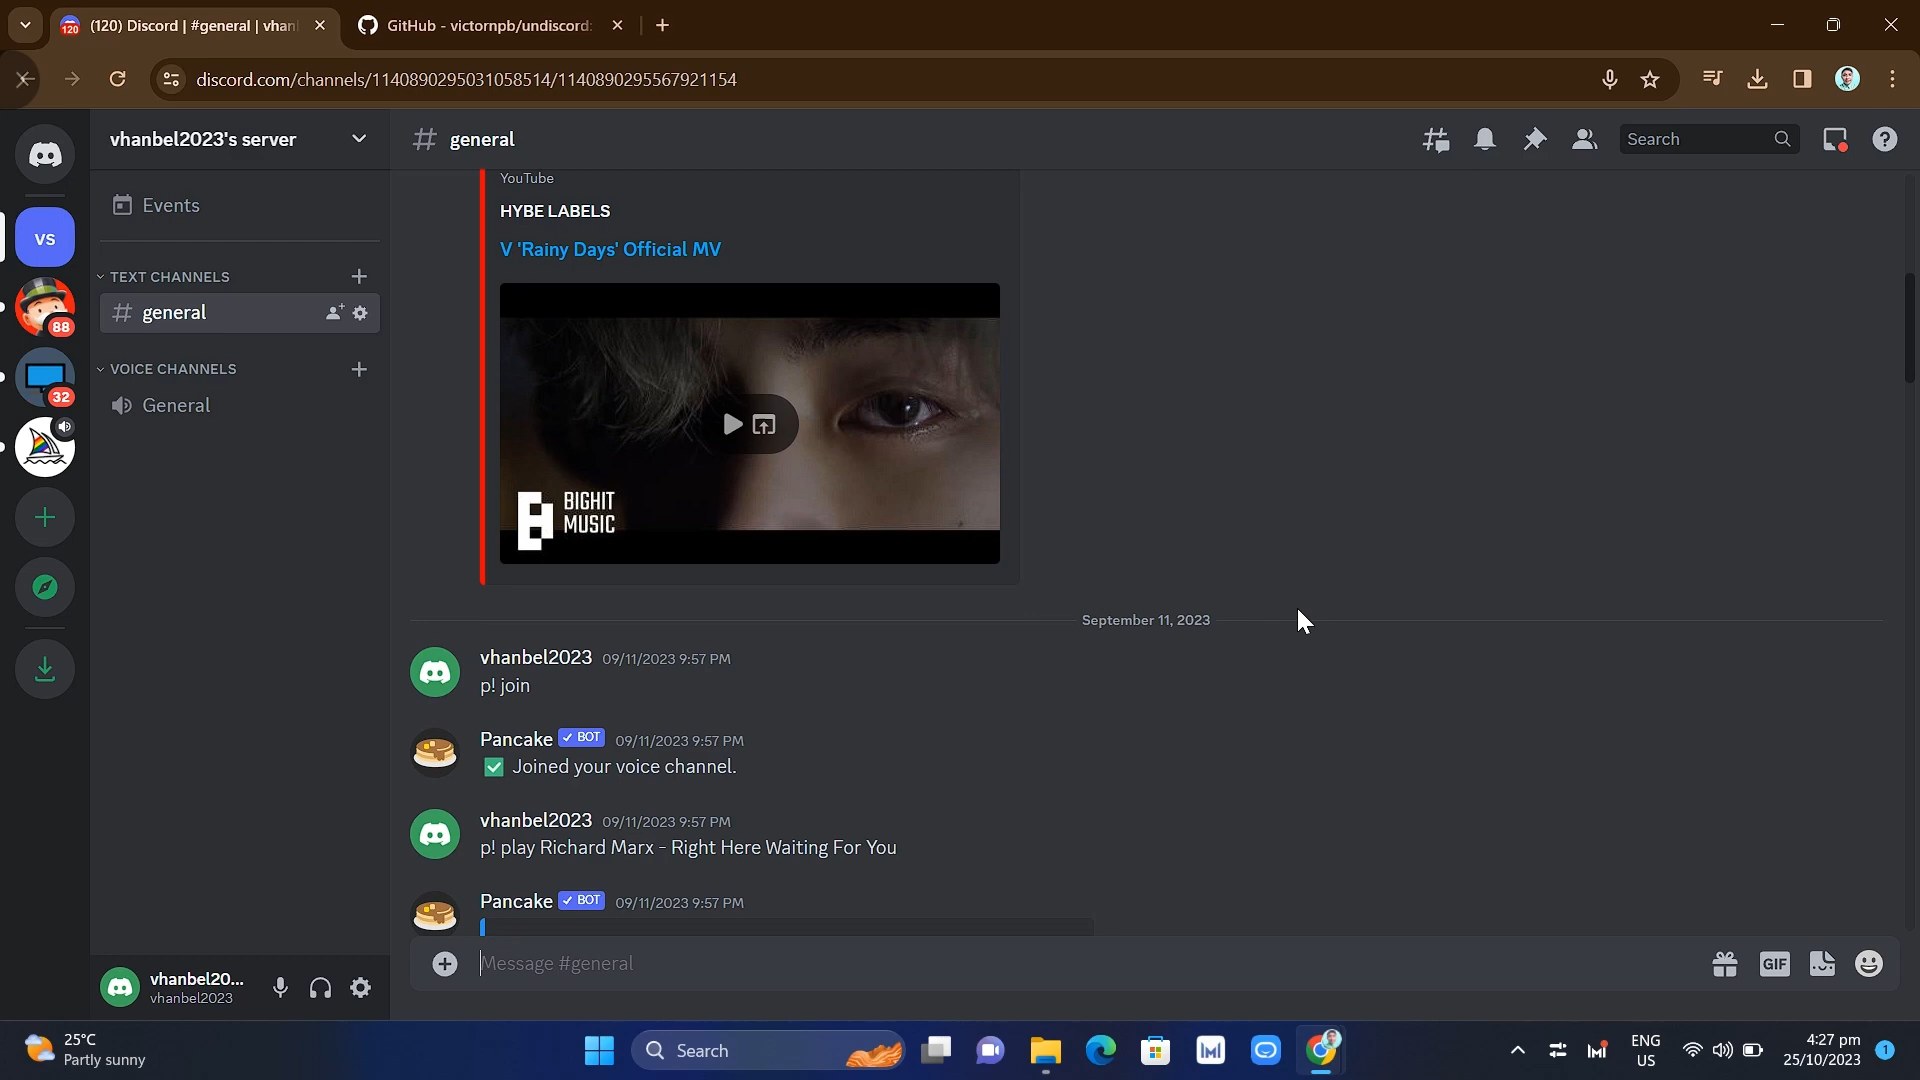 (120) Discord | #general | vhan
GitHub - victornpb/undiscord:
discord.com/channels/1140890295031058514/1140890295567921154
vhanbel2023's server
# general
Search
Events
YouTube
HYBE LABELS
V 'Rainy Days' Official MV
VS
TEXT CHANNELS
# general
88
VOICE CHANNELS
32
General
BIGHIT
MUSIC
September 11, 2023
vhanbel2023 09/11/2023 9:57 PM
p! join
Pancake ✓ BOT 09/11/2023 9:57 PM
Joined your voice channel.
vhanbel2023 09/11/2023 9:57 PM
p! play Richard Marx - Right Here Waiting For You
Pancake ✓ BOT 09/11/2023 9:57 PM
Message #general
GIF
vhanbel20...
vhanbel2023
25°C
Partly sunny
Search
ENG
US
4:27 pm
25/10/2023
1